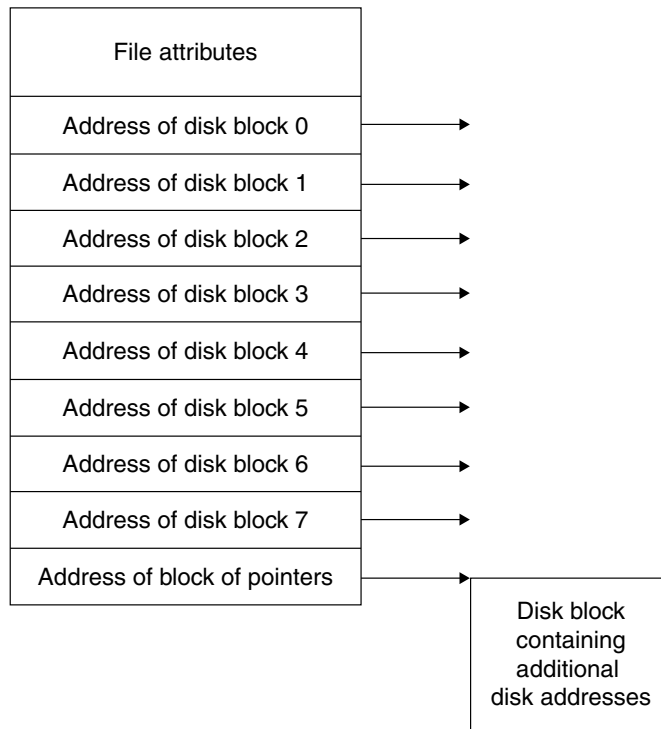 File attributes
Address of disk block 0
Address of disk block 1
Address of disk block 2
Address of disk block 3
Address of disk block 4
Address of disk block 5
Address of disk block 6
Address of disk block 7
Address of block of pointers
Disk block
containing
additional
disk addresses